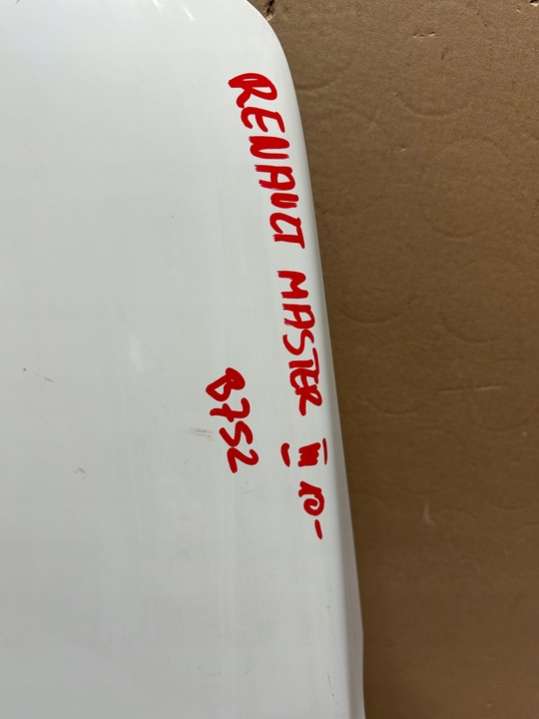 RENAULT MASTER III 10-
B752